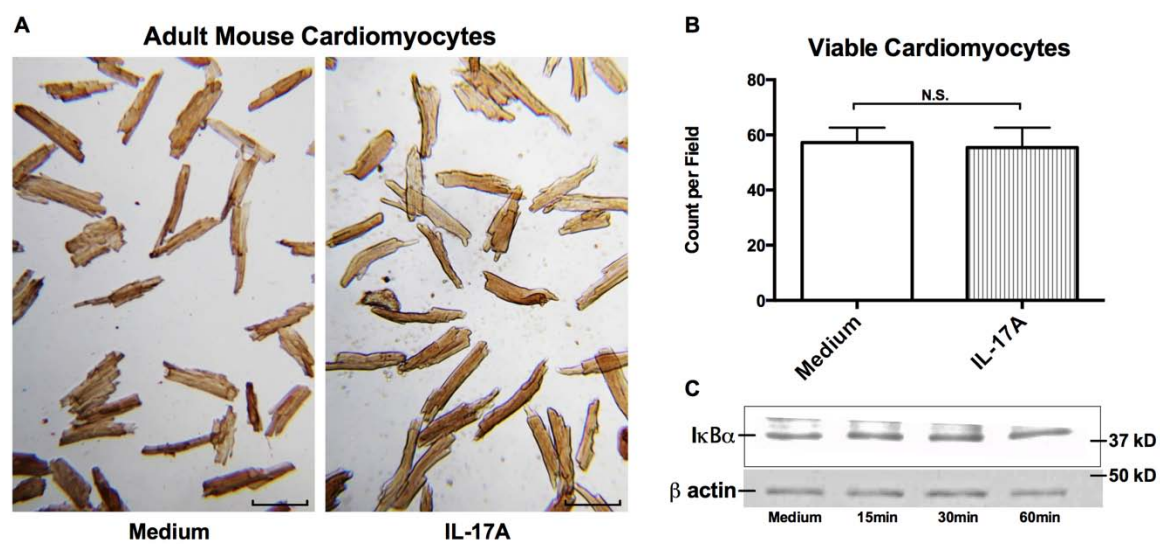 A
Adult Mouse Cardiomyocytes
Medium
IL-17A
B
Viable Cardiomyocytes
Count per Field
80
60
40
20
0
N.S.
Medium
IL-17A
C
IκBα
37 kD
50 kD
β actin
Medium 15min 30min 60min